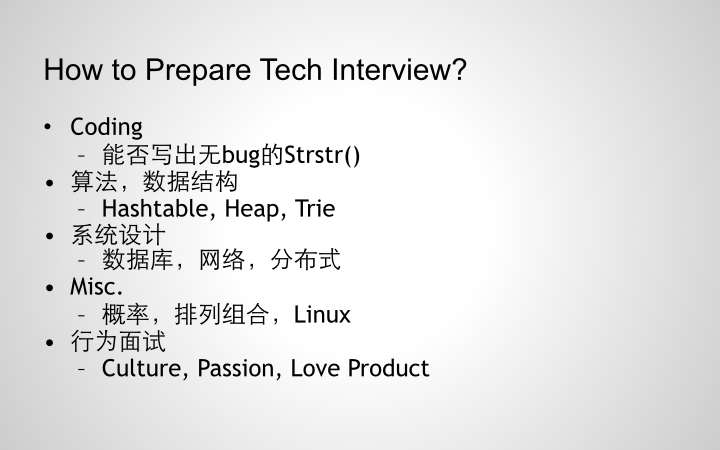 How to Prepare Tech Interview?
• Coding
– 能否写出无bug的Strstr()
• 算法，数据结构
– Hashtable, Heap, Trie
• 系统设计
– 数据库，网络，分布式
• Misc.
– 概率，排列组合，Linux
• 行为面试
– Culture, Passion, Love Product